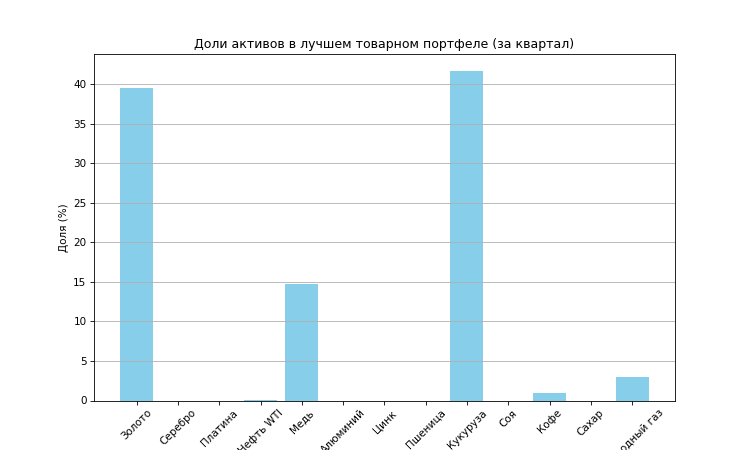 Доли активов в лучшем товарном портфеле (за квартал)
Доля (%)
40
35
30
25
20
15
10
5
0
Золото
Серебро
Платина
Нефть WTI
Медь
Алюминий
Цинк
Пшеница
Кукуруза
Соя
Кофе
Сахар
газ